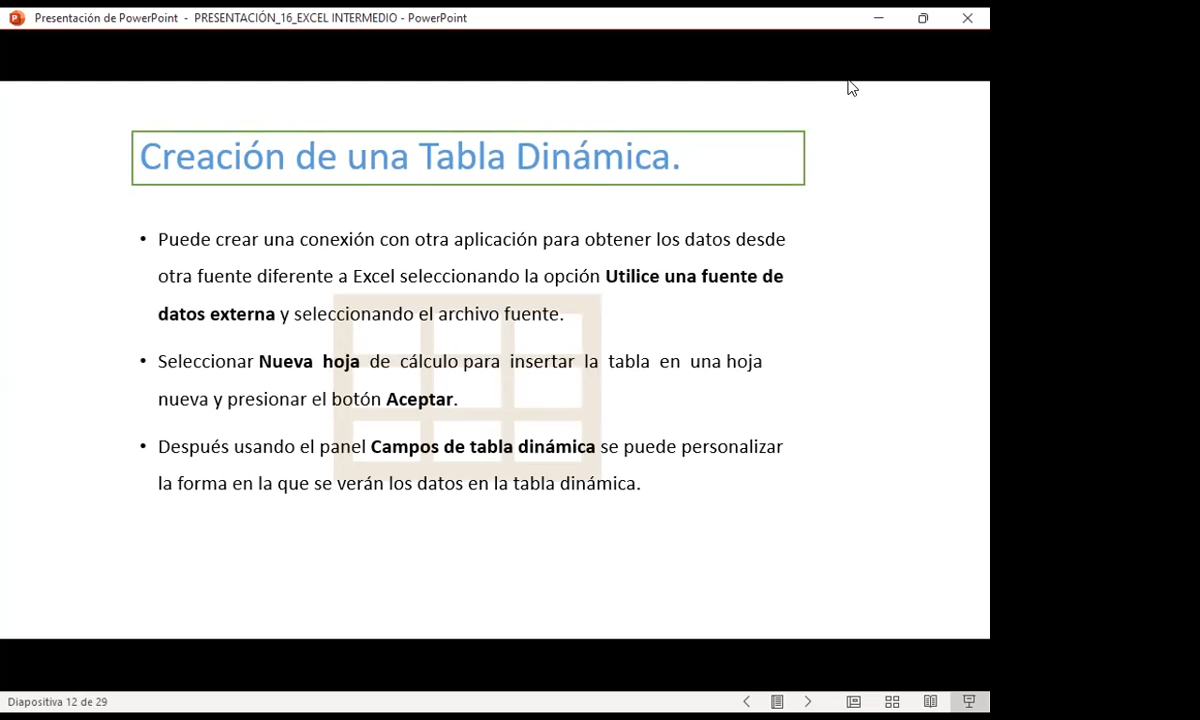 Presentación de PowerPoint - PRESENTACIÓN_16_EXCEL INTERMEDIO - PowerPoint
Creación de una Tabla Dinámica.
• Puede crear una conexión con otra aplicación para obtener los datos desde
otra fuente diferente a Excel seleccionando la opción Utilice una fuente de
datos externa y seleccionando el archivo fuente.
• Seleccionar Nueva hoja de cálculo para insertar la tabla en una hoja
nueva y presionar el botón Aceptar.
• Después usando el panel Campos de tabla dinámica se puede personalizar
la forma en la que se verán los datos en la tabla dinámica.
Diapositiva 12 de 29